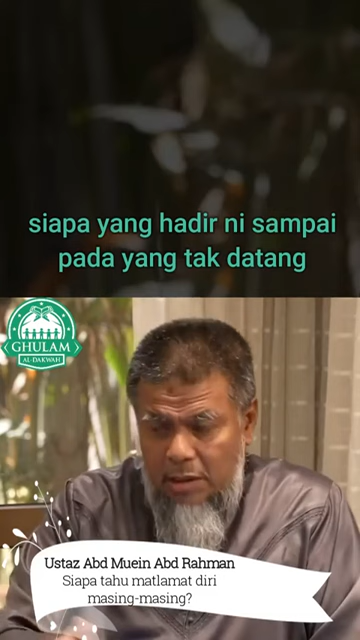 siapa yang hadir ni sampai
pada yang tak datang
GHULAM
AL-DAKWAH
Ustaz Abd Muein Abd Rahman
Siapa tahu matlamat diri
masing-masing?